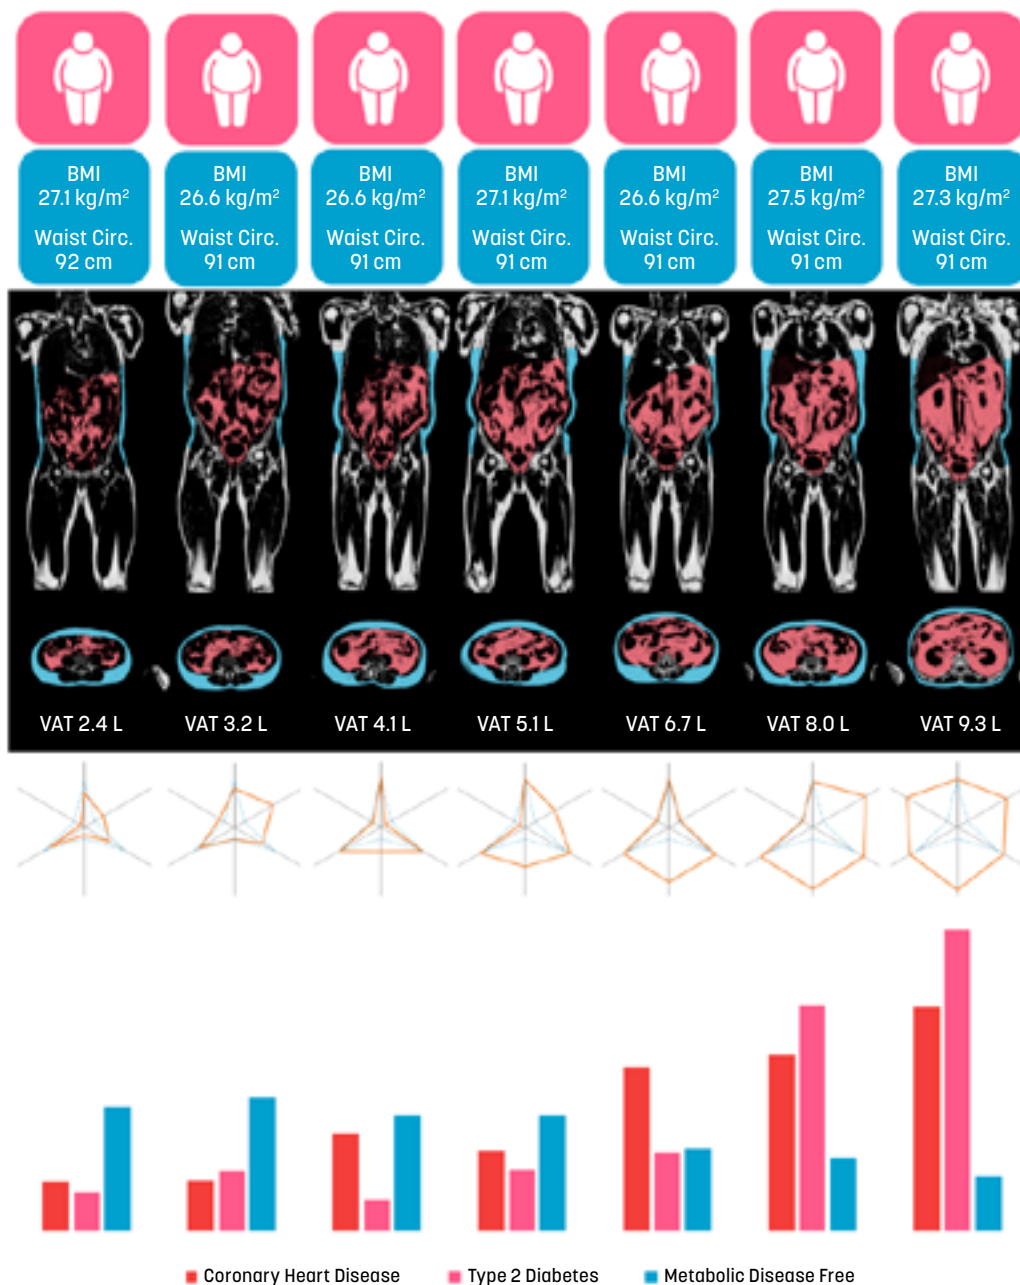 BMI
27.1 kg/m²
Waist Circ.
92 cm
BMI
26.6 kg/m²
Waist Circ.
91 cm
BMI
26.6 kg/m²
Waist Circ.
91 cm
BMI
27.1 kg/m²
Waist Circ.
91 cm
BMI
26.6 kg/m²
Waist Circ.
91 cm
BMI
27.5 kg/m²
Waist Circ.
91 cm
BMI
27.3 kg/m²
Waist Circ.
91 cm
VAT 2.4 L
VAT 3.2 L
VAT 4.1 L
VAT 5.1 L
VAT 6.7 L
VAT 8.0 L
VAT 9.3 L
Coronary Heart Disease
Type 2 Diabetes
Metabolic Disease Free